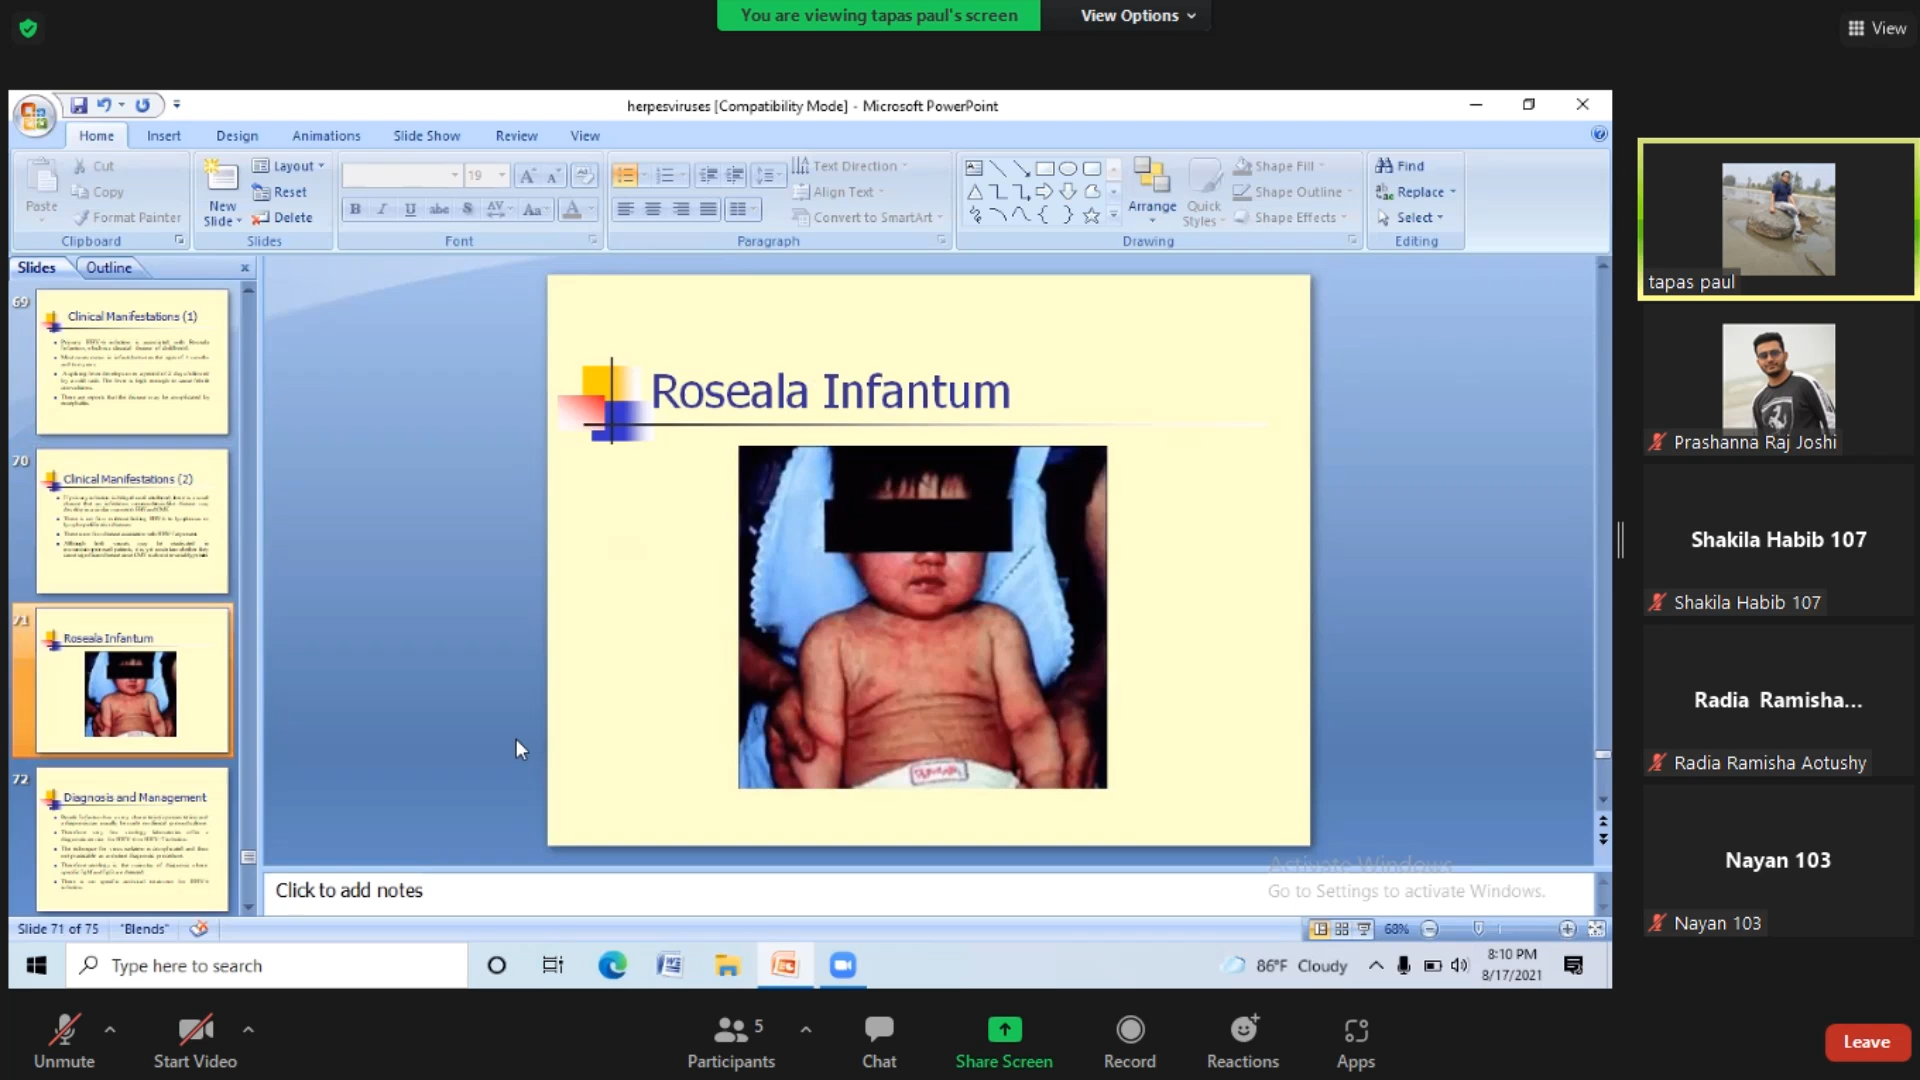 You are viewing tapas paul's screen
View Options
View
herpesviruses [Compatibility Mode] - Microsoft PowerPoint
Home Insert Design Animations Slide Show Review View
Paste
Cut
Copy
Format Painter
Clipboard
New Slide
Layout
Reset
Delete
Slides
19
Font
Text Direction
Align Text
Convert to SmartArt
Paragraph
Arrange
Quick Styles
Shape Fill
Shape Outline
Shape Effects
Drawing
Find
Replace
Select
Editing
Slides Outline
69
Clinical Manifestations (1)
70
Clinical Manifestations (2)
71
Roseala Infantum
72
Diagnosis and Management
Roseala Infantum
Click to add notes
Activate Windows
Go to Settings to activate Windows.
Slide 71 of 75 "Blends"
68%
Type here to search
86°F Cloudy
8:10 PM
8/17/2021
tapas paul
Prashanna Raj Joshi
Shakila Habib 107
Shakila Habib 107
Radia Ramisha...
Radia Ramisha Aotushy
Nayan 103
Nayan 103
Unmute
Start Video
Participants 5
Chat
Share Screen
Record
Reactions
Apps
Leave